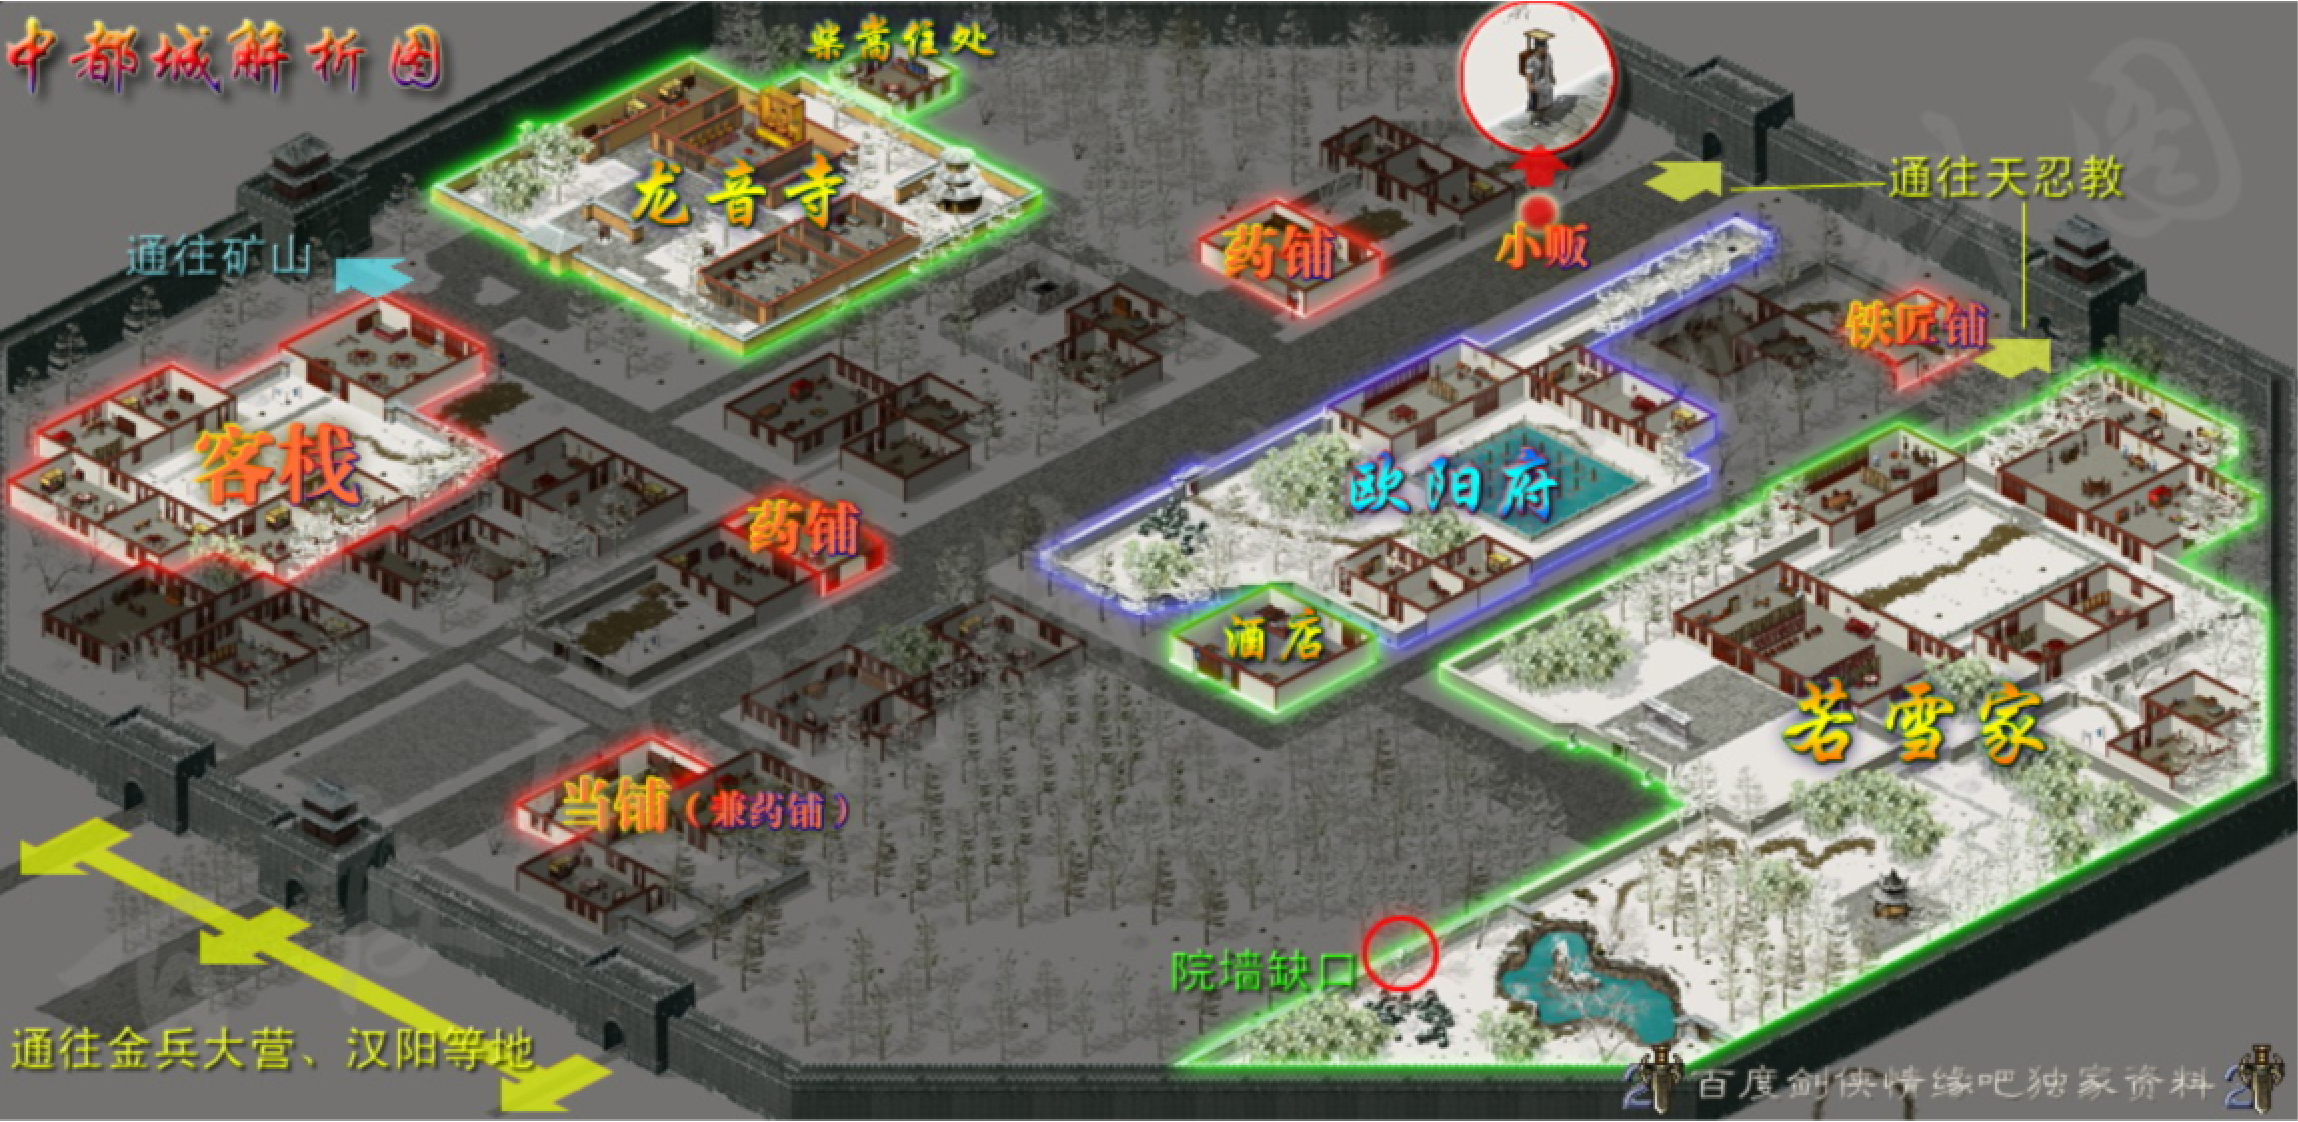 中都城解析图
柴嵩住处
龙音寺
通往天忍教
通往矿山
药铺
小贩
铁匠铺
客栈
欧阳府
药铺
酒店
若雪家
当铺（兼药铺）
院墙缺口
通往金兵大营、汉阳等地
百度剑侠情缘吧独家资料